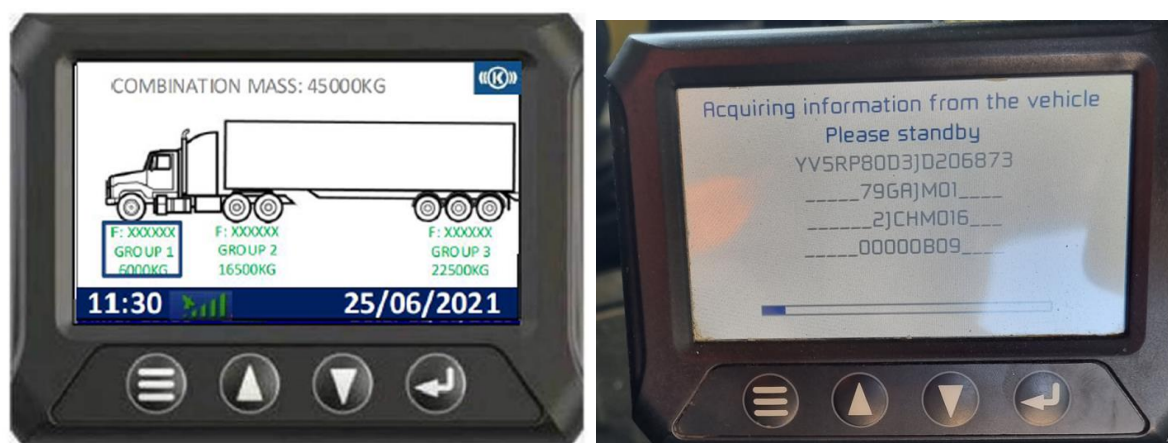 COMBINATION MASS: 45000KG
((K))
F: XXXXXX F: XXXXXX F: XXXXXX
GROUP 1 GROUP 2 GROUP 3
6000KG 16500KG 22500KG
11:30 25/06/2021
Acquiring information from the vehicle
Please standby
YV5RP80D3JD206873
_____79GAJM01____
______2JCHM016___
_____00000B09____